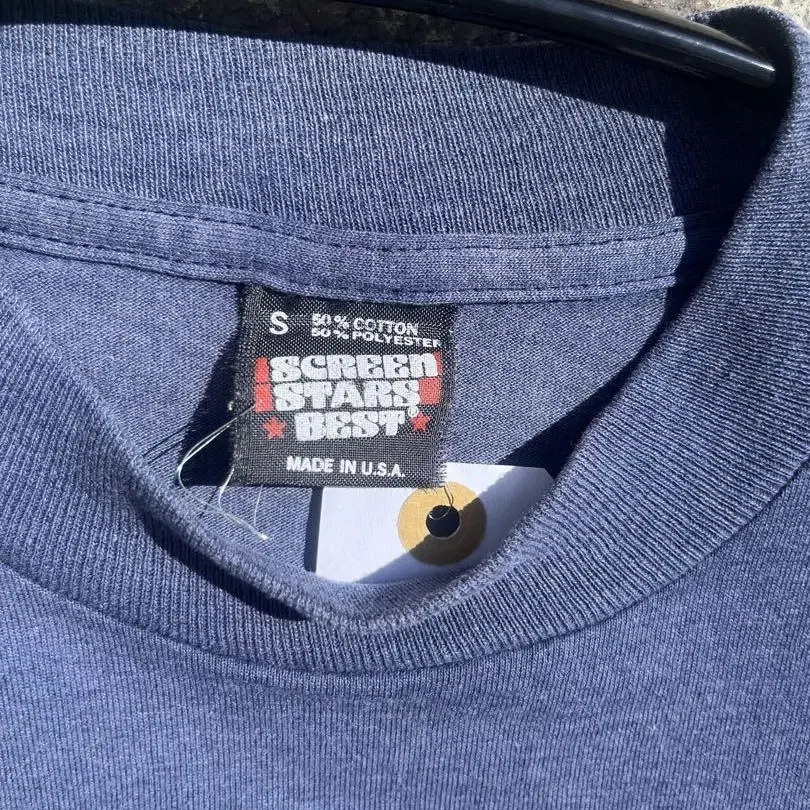 S
50% COTTON
50% POLYESTER
SCREEN
STARS
BEST®
MADE IN U.S.A.